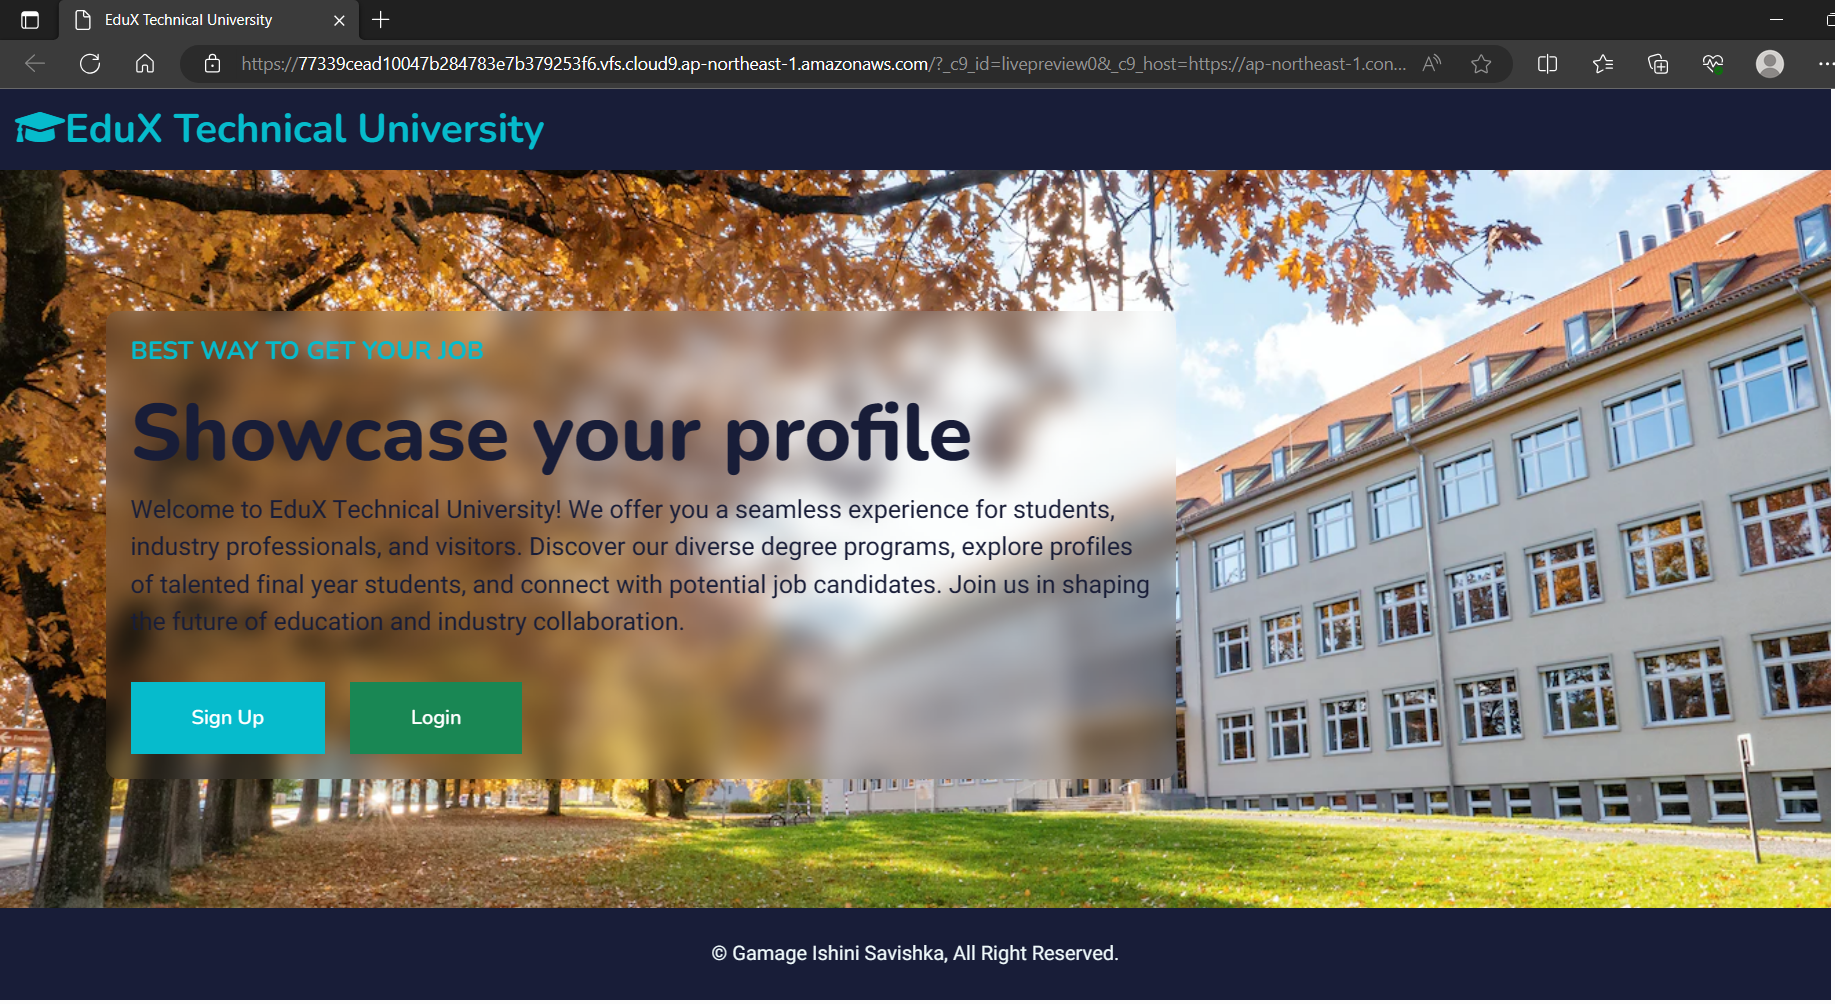 EduX Technical University
https://77339cead10047b284783e7b379253f6.vfs.cloud9.ap-northeast-1.amazonaws.com/?_c9_id=livepreview0&_c9_host=https://ap-northeast-1.con...
EduX Technical University
BEST WAY TO GET YOUR JOB
Showcase your profile
Welcome to EduX Technical University! We offer you a seamless experience for students,
industry professionals, and visitors. Discover our diverse degree programs, explore profiles
of talented final year students, and connect with potential job candidates. Join us in shaping
the future of education and industry collaboration.
Sign Up
Login
© Gamage Ishini Savishka, All Right Reserved.